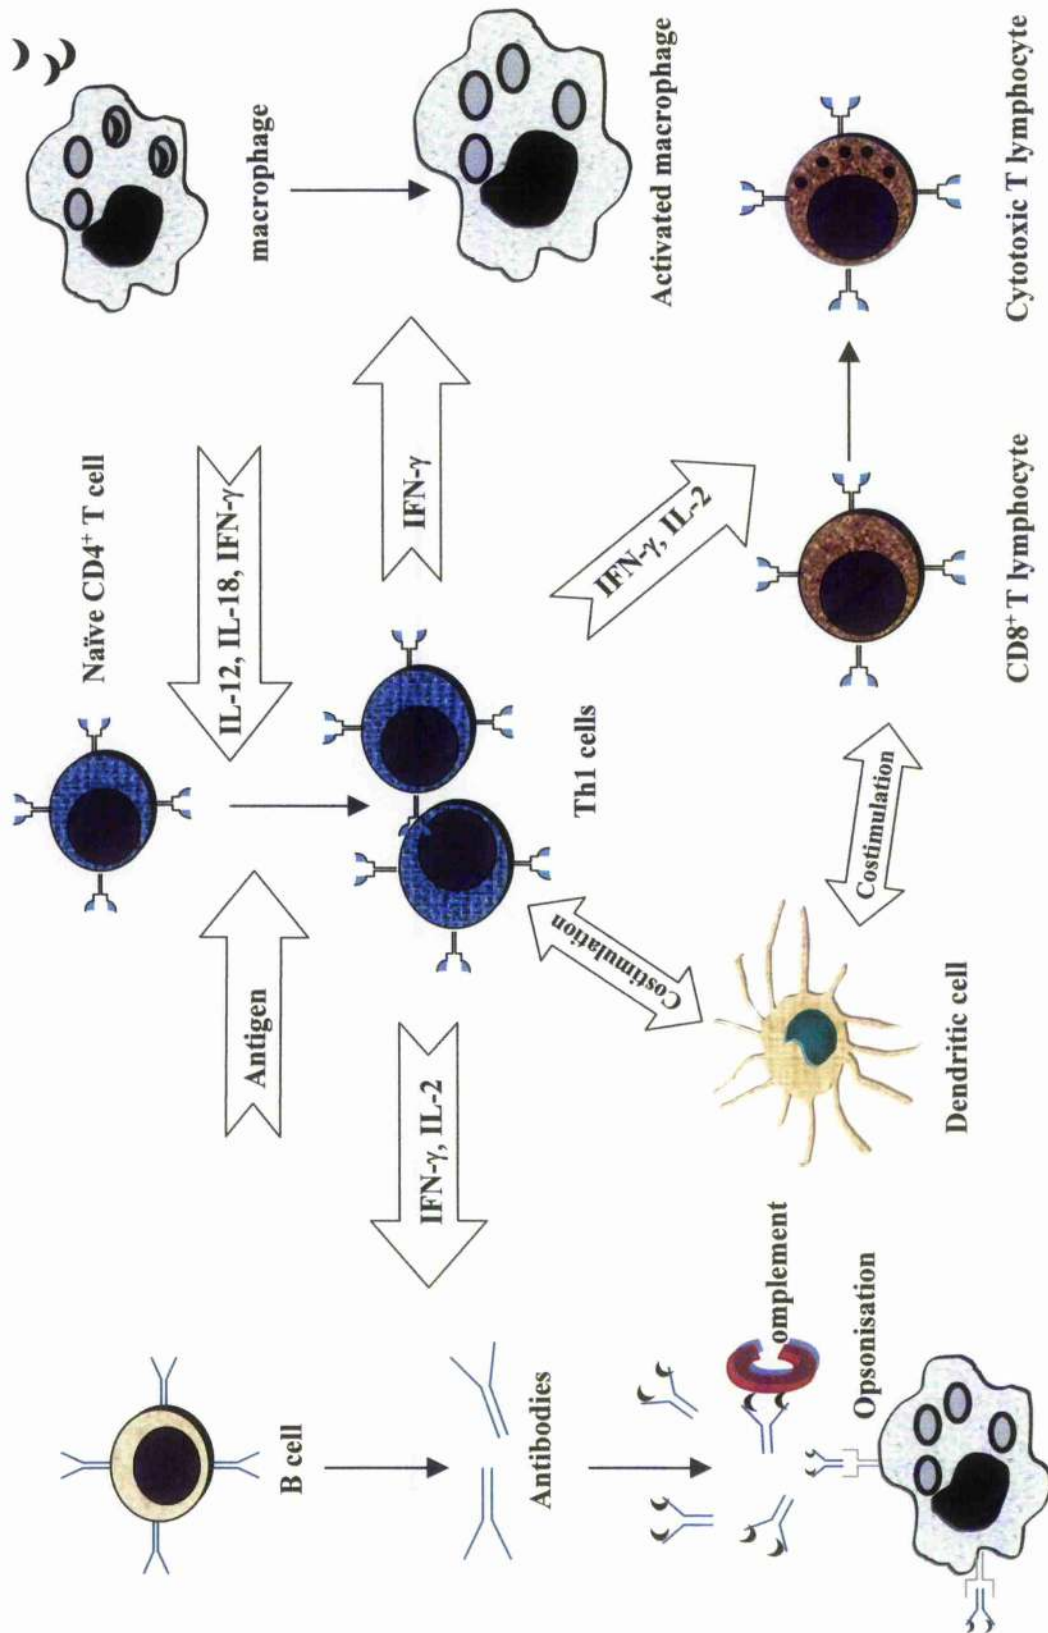 B cell
Antibodies
omplement
Opsonisation
Antigen
IFN-γ, IL-2
Naïve CD4⁺ T cell
IL-12, IL-18, IFN-γ
Th1 cells
Costimulation
Dendritic cell
Costimulation
macrophage
IFN-γ
Activated macrophage
IFN-γ, IL-2
CD8⁺ T lymphocyte
Cytotoxic T lymphocyte